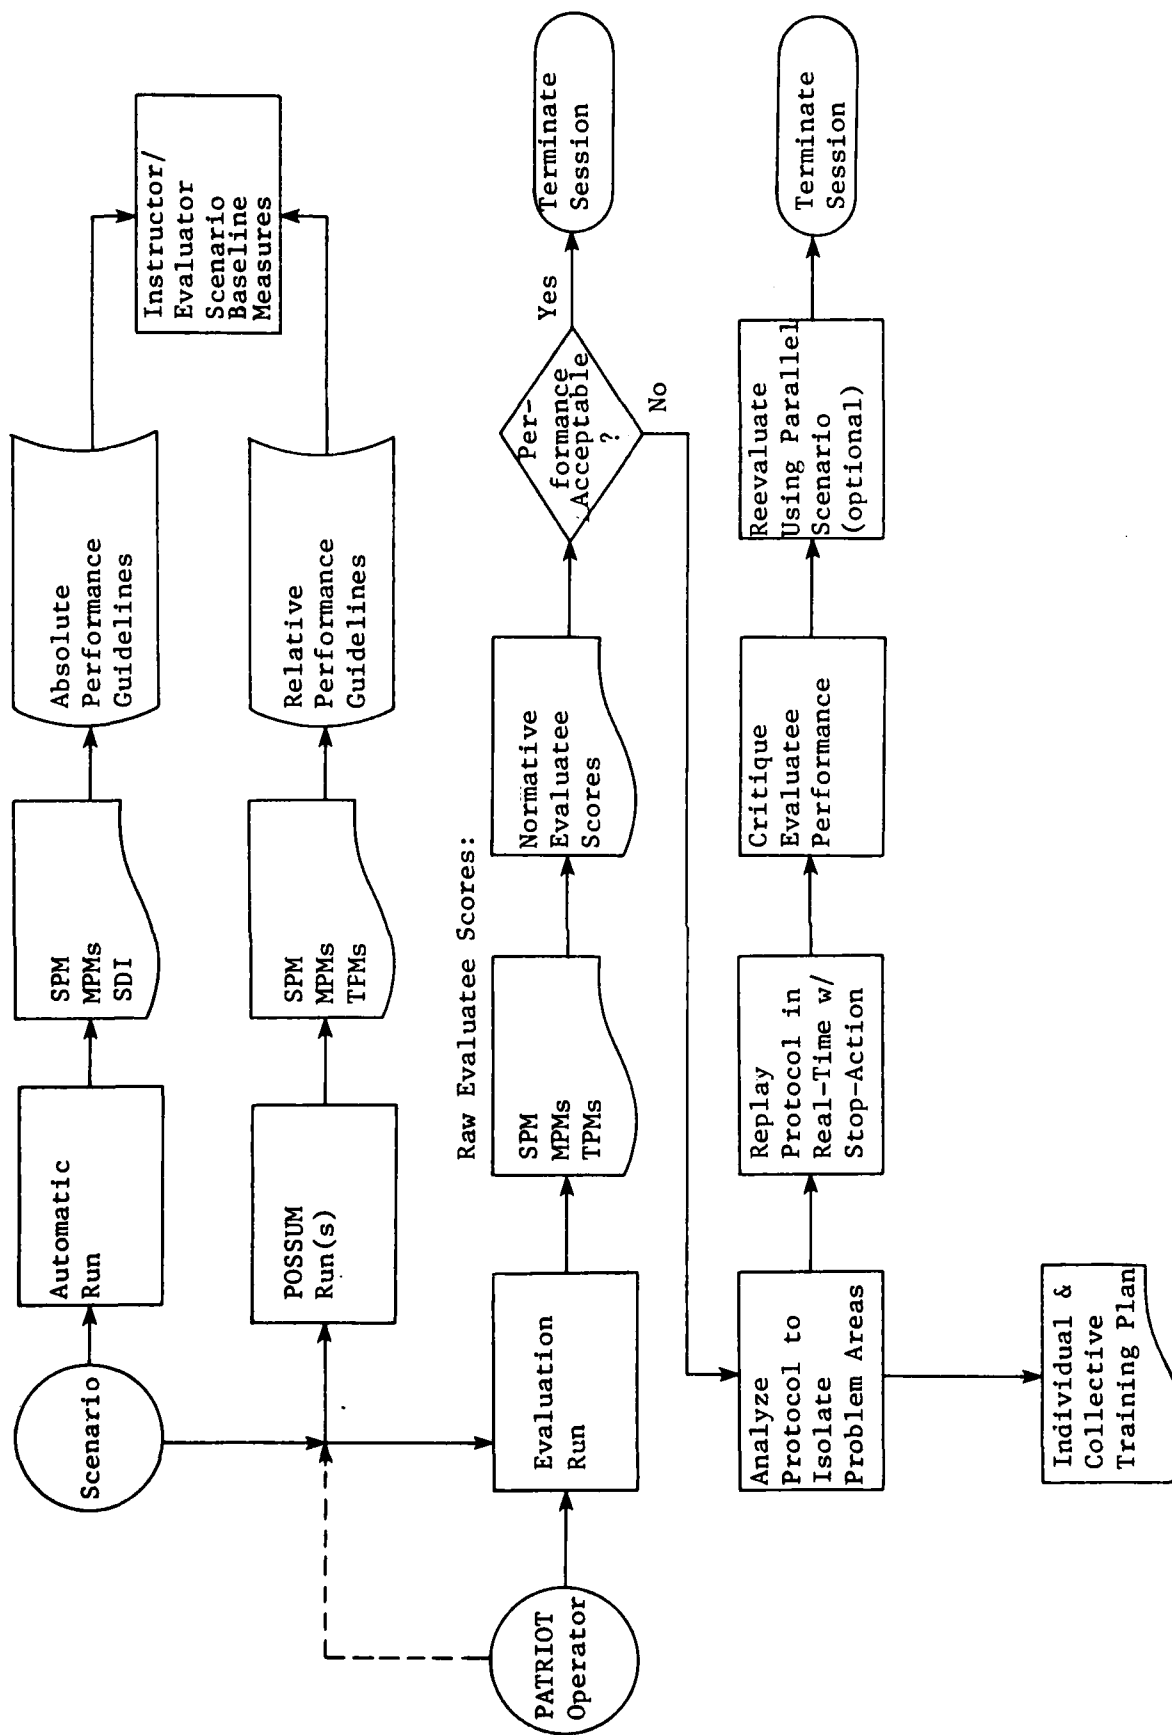 Scenario
Automatic
Run
SPM
MPMs
SDI
Absolute
Performance
Guidelines
Instructor/
Evaluator
Scenario
Baseline
Measures
POSSUM
Run(s)
SPM
MPMs
TFMs
Relative
Performance
Guidelines
PATRIOT
Operator
Evaluation
Run
Raw Evaluatee Scores:
SPM
MPMs
TPMs
Normative
Evaluatee
Scores
Per-
formance
Acceptable
?
Yes
No
Terminate
Session
Analyze
Protocol to
Isolate
Problem Areas
Replay
Protocol in
Real-Time w/
Stop-Action
Critique
Evaluatee
Performance
Reevaluate
Using Parallel
Scenario
(optional)
Terminate
Session
Individual &
Collective
Training Plan